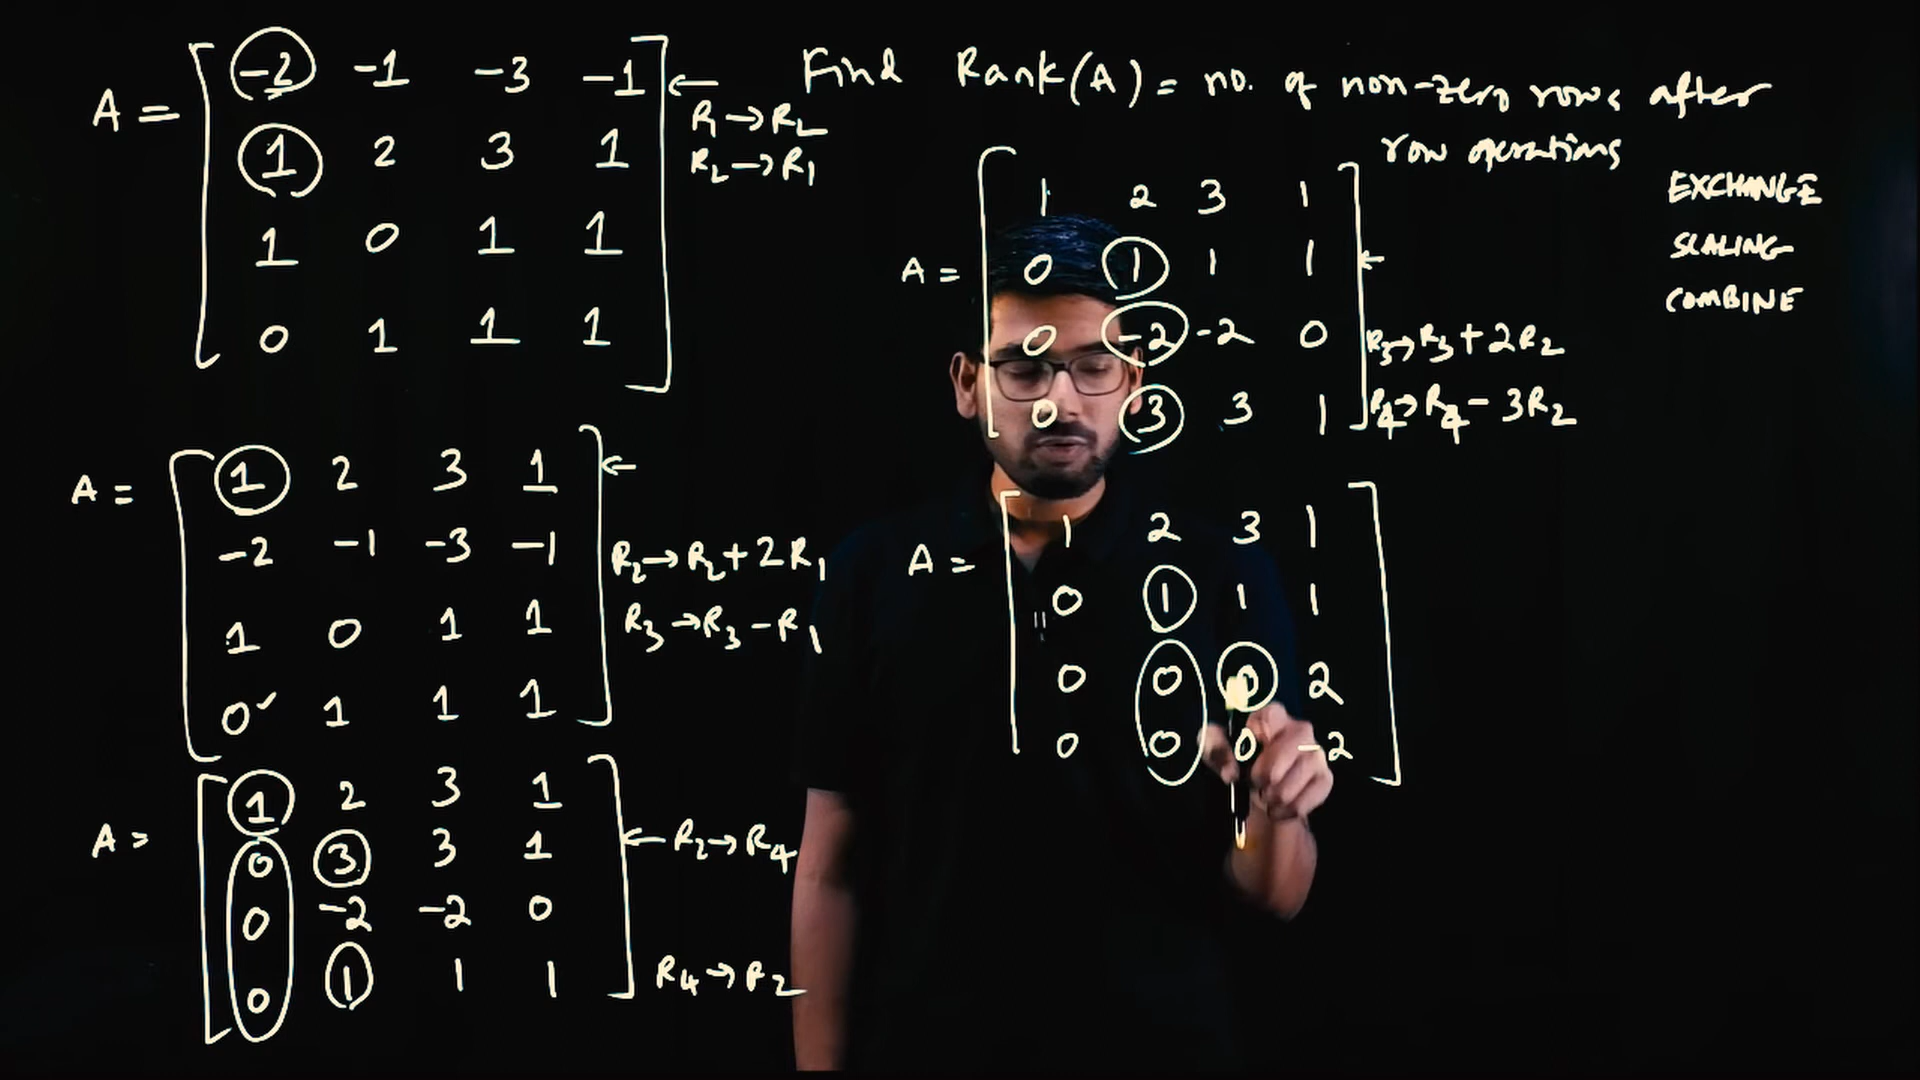 A = [ -2 -1 -3 -1 ] ←
1 2 3 1
1 0 1 1
0 1 1 1
R1 → R2
R2 → R1
Find Rank(A) = no. of non-zero rows after
row operations
EXCHANGE
SCALING
COMBINE
A = [ 1 2 3 1 ] ←
-2 -1 -3 -1 R2 → R2 + 2R1
1 0 1 1 R3 → R3 - R1
0 1 1 1
A = [ 1 2 3 1 ]
0 3 3 1 ← R2 → R4
0 -2 -2 0
0 1 1 1 R4 → R2
A = [ 1 2 3 1 ]
0 1 1 1 ←
0 -2 -2 0 R3 → R3 + 2R2
0 3 3 1 R4 → R4 - 3R2
A = [ 1 2 3 1 ]
0 1 1 1
0 0 0 2
0 0 0 -2